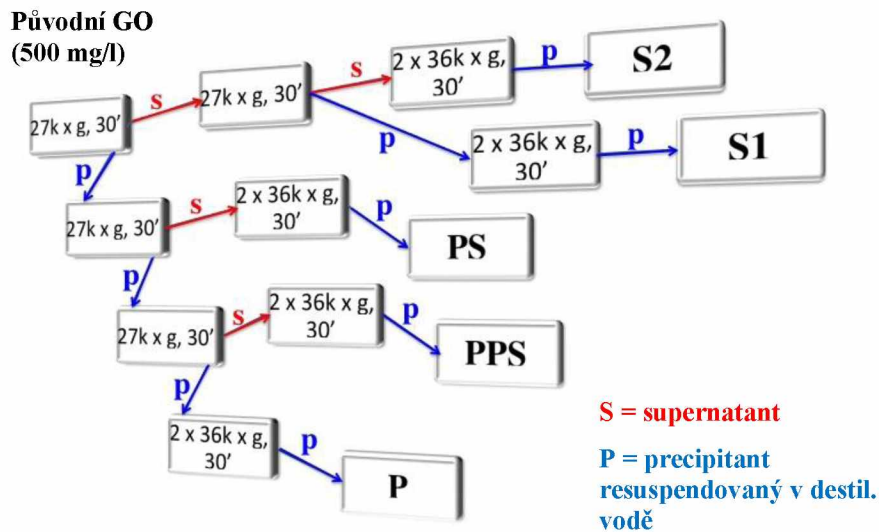 Původní GO
(500 mg/l)
27k x g, 30’
s
27k x g, 30’
s
2 x 36k x g,
30’
p
S2
p
2 x 36k x g,
30’
p
S1
p
27k x g, 30’
s
2 x 36k x g,
30’
p
PS
p
27k x g, 30’
s
2 x 36k x g,
30’
p
PPS
p
2 x 36k x g,
30’
p
P
S = supernatant
P = precipitant
resuspendovaný v destil.
vodě